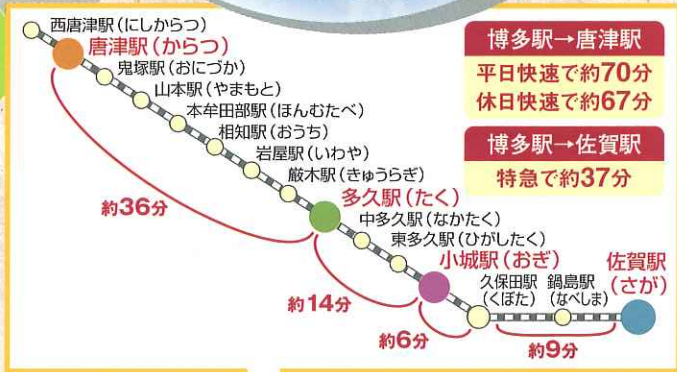 西唐津駅(にしからつ)
唐津駅(からつ)
鬼塚駅(おにづか)
山本駅(やまもと)
本牟田部駅(ほんむたべ)
相知駅(おうち)
岩屋駅(いわや)
厳木駅(きゅうらぎ)
多久駅(たく)
中多久駅(なかたく)
東多久駅(ひがしたく)
小城駅(おぎ)
久保田駅
(くぼた)
鍋島駅
(なべしま)
佐賀駅
(さが)
約36分
約14分
約6分
約9分
博多駅→唐津駅
平日快速で約70分
休日快速で約67分
博多駅→佐賀駅
特急で約37分